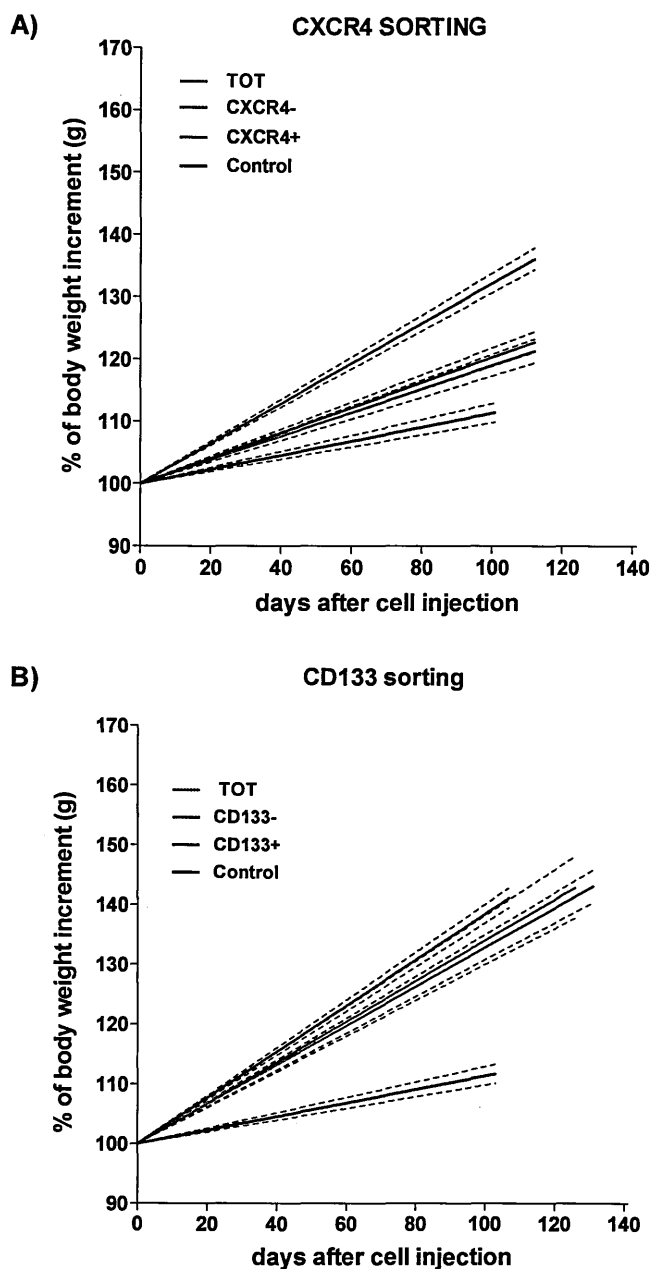 A)
CXCR4 SORTING
% of body weight increment (g)
170
160
150
140
130
120
110
100
90
TOT
CXCR4-
CXCR4+
Control
0 20 40 60 80 100 120 140
days after cell injection
B)
CD133 sorting
% of body weight increment (g)
170
160
150
140
130
120
110
100
90
TOT
CD133-
CD133+
Control
0 20 40 60 80 100 120 140
days after cell injection